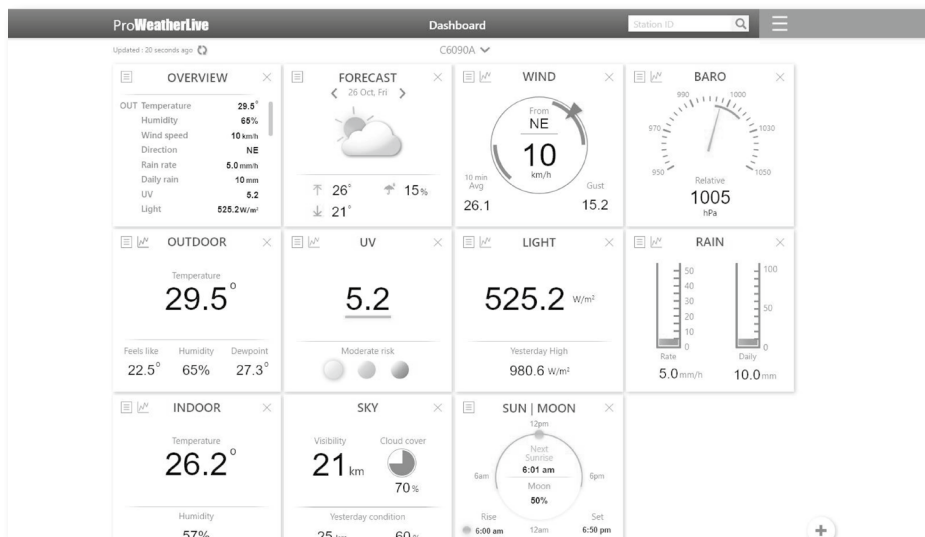 ProWeatherLive
Dashboard
Station ID
Updated : 20 seconds ago
C6090A
OVERVIEW
OUT Temperature 29.5°
Humidity 65%
Wind speed 10 km/h
Direction NE
Rain rate 5.0 mm/h
Daily rain 10 mm
UV 5.2
Light 525.2 W/m²
FORECAST
26 Oct, Fri
26° 15%
21°
WIND
From
NE
10
km/h
10 min
Avg
26.1
Gust
15.2
BARO
990 1000
970 1030
950 1050
Relative
1005
hPa
OUTDOOR
Temperature
29.5°
Feels like Humidity Dewpoint
22.5° 65% 27.3°
UV
5.2
Moderate risk
LIGHT
525.2 W/m²
Yesterday High
980.6 W/m²
RAIN
50 100
40
30 50
20
10
0 0
Rate Daily
5.0 mm/h 10.0 mm
INDOOR
Temperature
26.2°
Humidity
57%
SKY
Visibility Cloud cover
21 km
70%
Yesterday condition
25 km 60%
SUN | MOON
12pm
Next
Sunrise
6:01 am
6am 6pm
Moon
50%
Rise Set
6:00 am 12am 6:50 pm